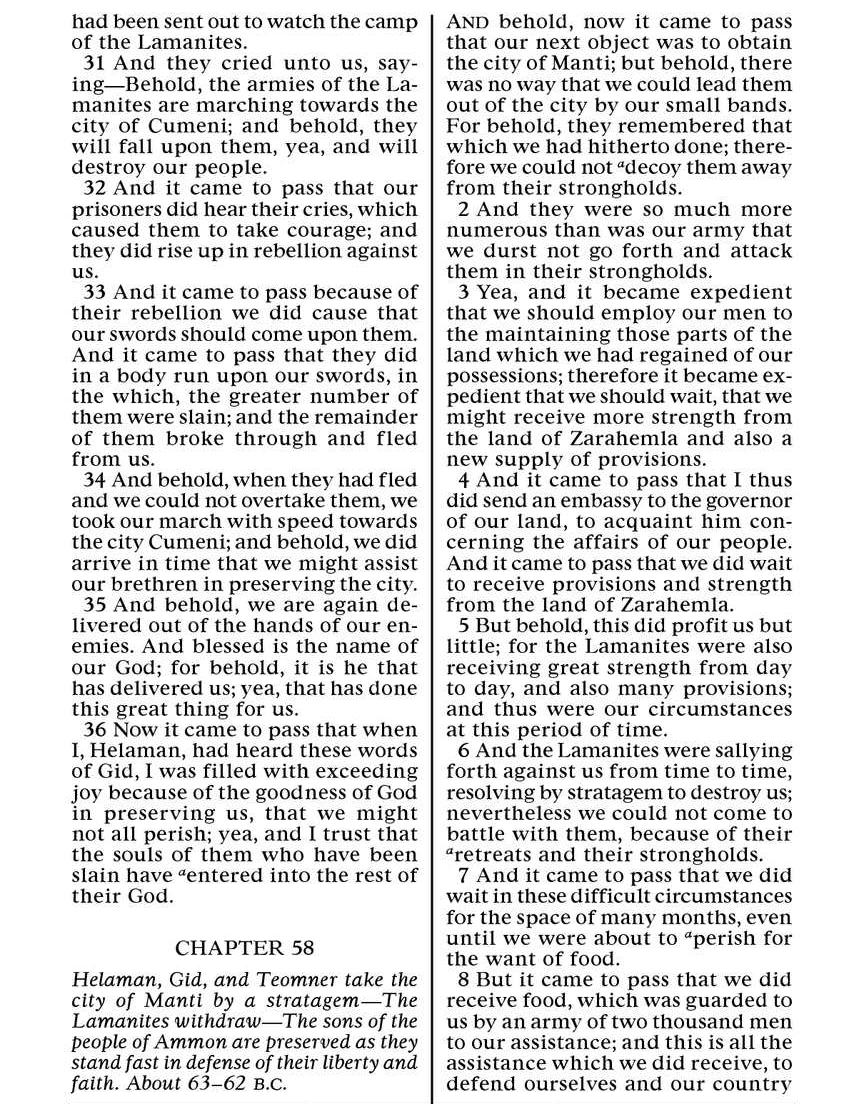 had been sent out to watch the camp
of the Lamanites.
31 And they cried unto us, say-
ing—Behold, the armies of the La-
manites are marching towards the
city of Cumeni; and behold, they
will fall upon them, yea, and will
destroy our people.
32 And it came to pass that our
prisoners did hear their cries, which
caused them to take courage; and
they did rise up in rebellion against
us.
33 And it came to pass because of
their rebellion we did cause that
our swords should come upon them.
And it came to pass that they did
in a body run upon our swords, in
the which, the greater number of
them were slain; and the remainder
of them broke through and fled
from us.
34 And behold, when they had fled
and we could not overtake them, we
took our march with speed towards
the city Cumeni; and behold, we did
arrive in time that we might assist
our brethren in preserving the city.
35 And behold, we are again de-
livered out of the hands of our en-
emies. And blessed is the name of
our God; for behold, it is he that
has delivered us; yea, that has done
this great thing for us.
36 Now it came to pass that when
I, Helaman, had heard these words
of Gid, I was filled with exceeding
joy because of the goodness of God
in preserving us, that we might
not all perish; yea, and I trust that
the souls of them who have been
slain have aentered into the rest of
their God.
CHAPTER 58
Helaman, Gid, and Teomner take the
city of Manti by a stratagem—The
Lamanites withdraw—The sons of the
people of Ammon are preserved as they
stand fast in defense of their liberty and
faith. About 63–62 B.C.
AND behold, now it came to pass
that our next object was to obtain
the city of Manti; but behold, there
was no way that we could lead them
out of the city by our small bands.
For behold, they remembered that
which we had hitherto done; there-
fore we could not adecoy them away
from their strongholds.
2 And they were so much more
numerous than was our army that
we durst not go forth and attack
them in their strongholds.
3 Yea, and it became expedient
that we should employ our men to
the maintaining those parts of the
land which we had regained of our
possessions; therefore it became ex-
pedient that we should wait, that we
might receive more strength from
the land of Zarahemla and also a
new supply of provisions.
4 And it came to pass that I thus
did send an embassy to the governor
of our land, to acquaint him con-
cerning the affairs of our people.
And it came to pass that we did wait
to receive provisions and strength
from the land of Zarahemla.
5 But behold, this did profit us but
little; for the Lamanites were also
receiving great strength from day
to day, and also many provisions;
and thus were our circumstances
at this period of time.
6 And the Lamanites were sallying
forth against us from time to time,
resolving by stratagem to destroy us;
nevertheless we could not come to
battle with them, because of their
aretreats and their strongholds.
7 And it came to pass that we did
wait in these difficult circumstances
for the space of many months, even
until we were about to aperish for
the want of food.
8 But it came to pass that we did
receive food, which was guarded to
us by an army of two thousand men
to our assistance; and this is all the
assistance which we did receive, to
defend ourselves and our country